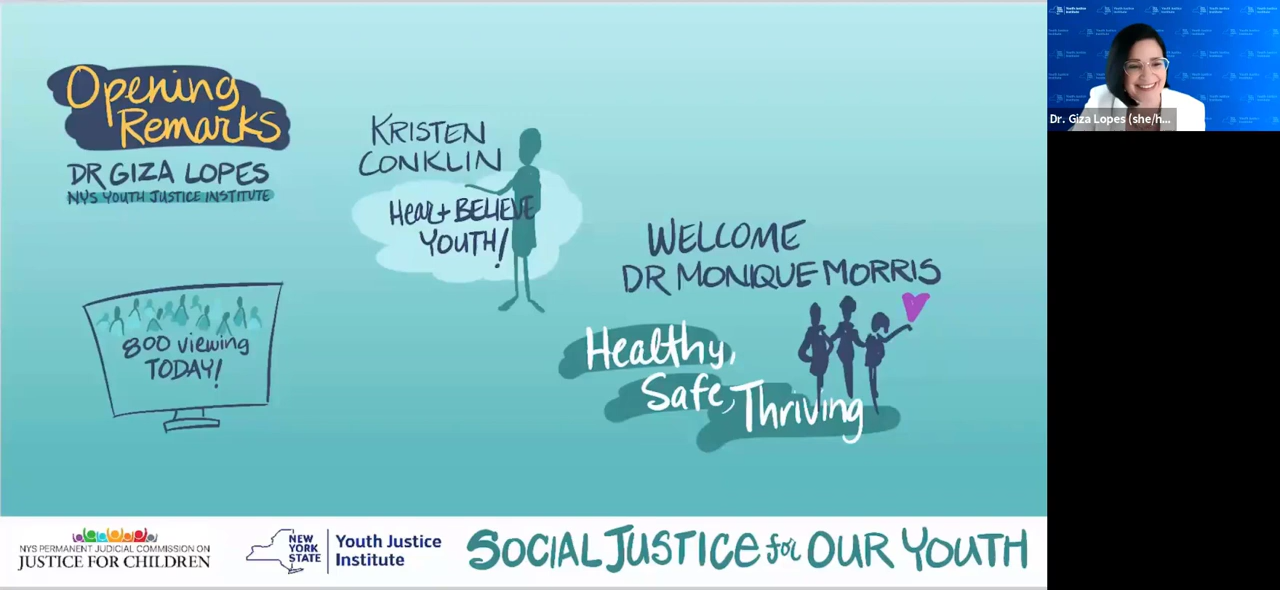 Opening
Remarks
DR GIZA LOPES
NYS YOUTH JUSTICE INSTITUTE
800 viewing
TODAY!
KRISTEN
CONKLIN
Hear + BELIEVE
YOUTH!
WELCOME
DR MONIQUE MORRIS
Healthy,
Safe,
Thriving
NYS PERMANENT JUDICIAL COMMISSION ON
JUSTICE FOR CHILDREN
NEW
YORK
STATE
Youth Justice
Institute
SOCIAL JUSTICE for OUR YOUTH
Dr. Giza Lopes (she/h...